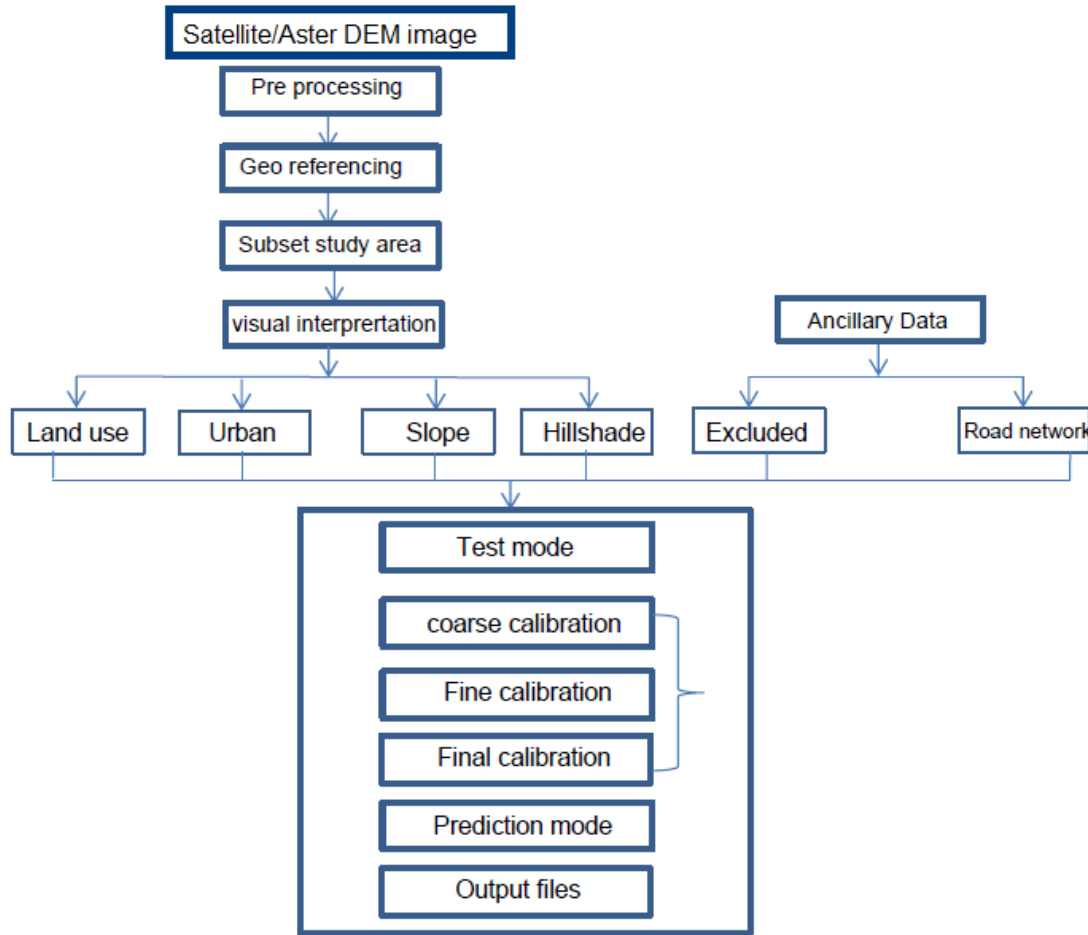 Satellite/Aster DEM image
Pre processing
Geo referencing
Subset study area
visual interprertation
Ancillary Data
Land use
Urban
Slope
Hillshade
Excluded
Road network
Test mode
coarse calibration
Fine calibration
Final calibration
Prediction mode
Output files